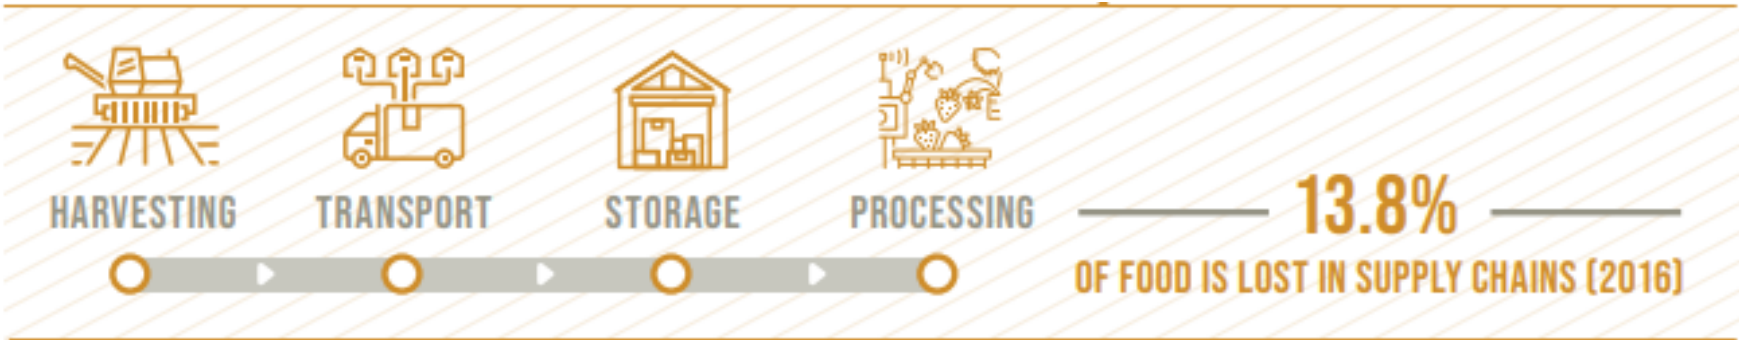 HARVESTING
TRANSPORT
STORAGE
PROCESSING
13.8%
OF FOOD IS LOST IN SUPPLY CHAINS (2016)